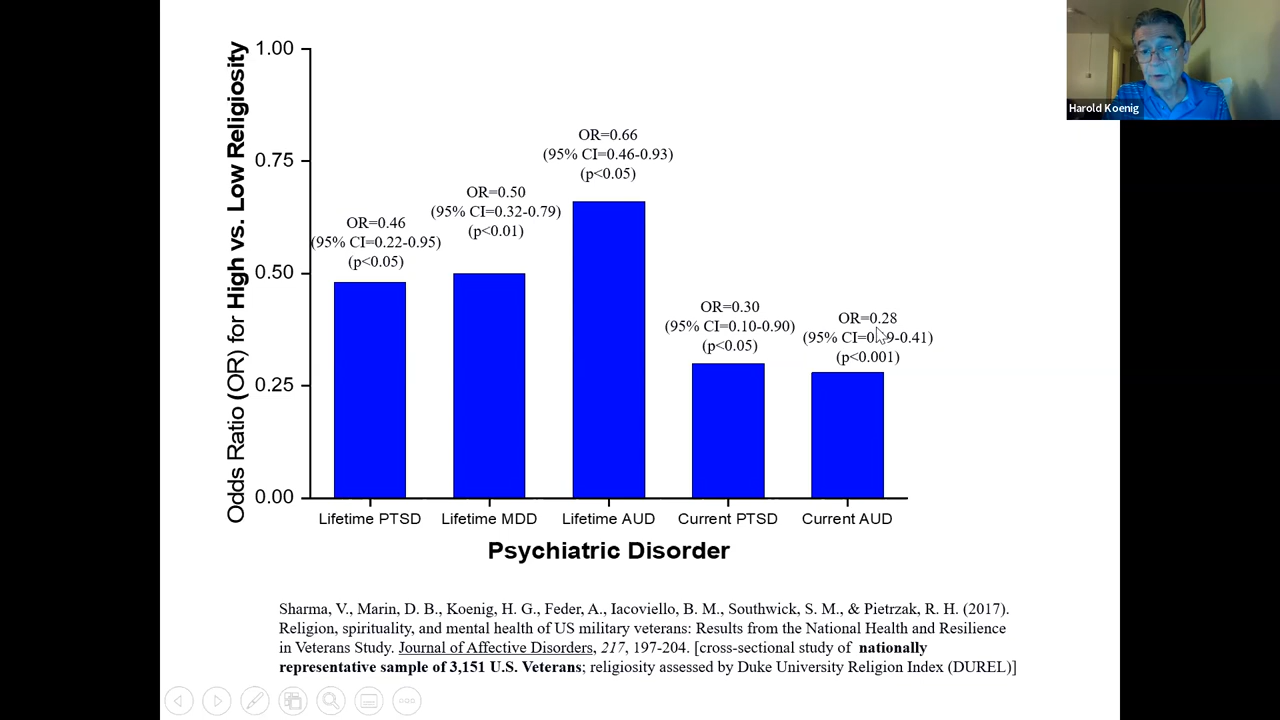 Harold Koenig
Odds Ratio (OR) for High vs. Low Religiosity
1.00
0.75
0.50
0.25
0.00
OR=0.46
(95% CI=0.22-0.95)
(p<0.05)
OR=0.50
(95% CI=0.32-0.79)
(p<0.01)
OR=0.66
(95% CI=0.46-0.93)
(p<0.05)
OR=0.30
(95% CI=0.10-0.90)
(p<0.05)
OR=0.28
(95%
(p<0.001)
Lifetime PTSD
Lifetime MDD
Lifetime AUD
Current PTSD
Current AUD
Psychiatric Disorder
Sharma, V., Marin, D. B., Koenig, H. G., Feder, A., Iacoviello, B. M., Southwick, S. M., & Pietrzak, R. H. (2017).
Religion, spirituality, and mental health of US military veterans: Results from the National Health and Resilience
in Veterans Study. Journal of Affective Disorders, 217, 197-204. [cross-sectional study of nationally
representative sample of 3,151 U.S. Veterans; religiosity assessed by Duke University Religion Index (DUREL)]